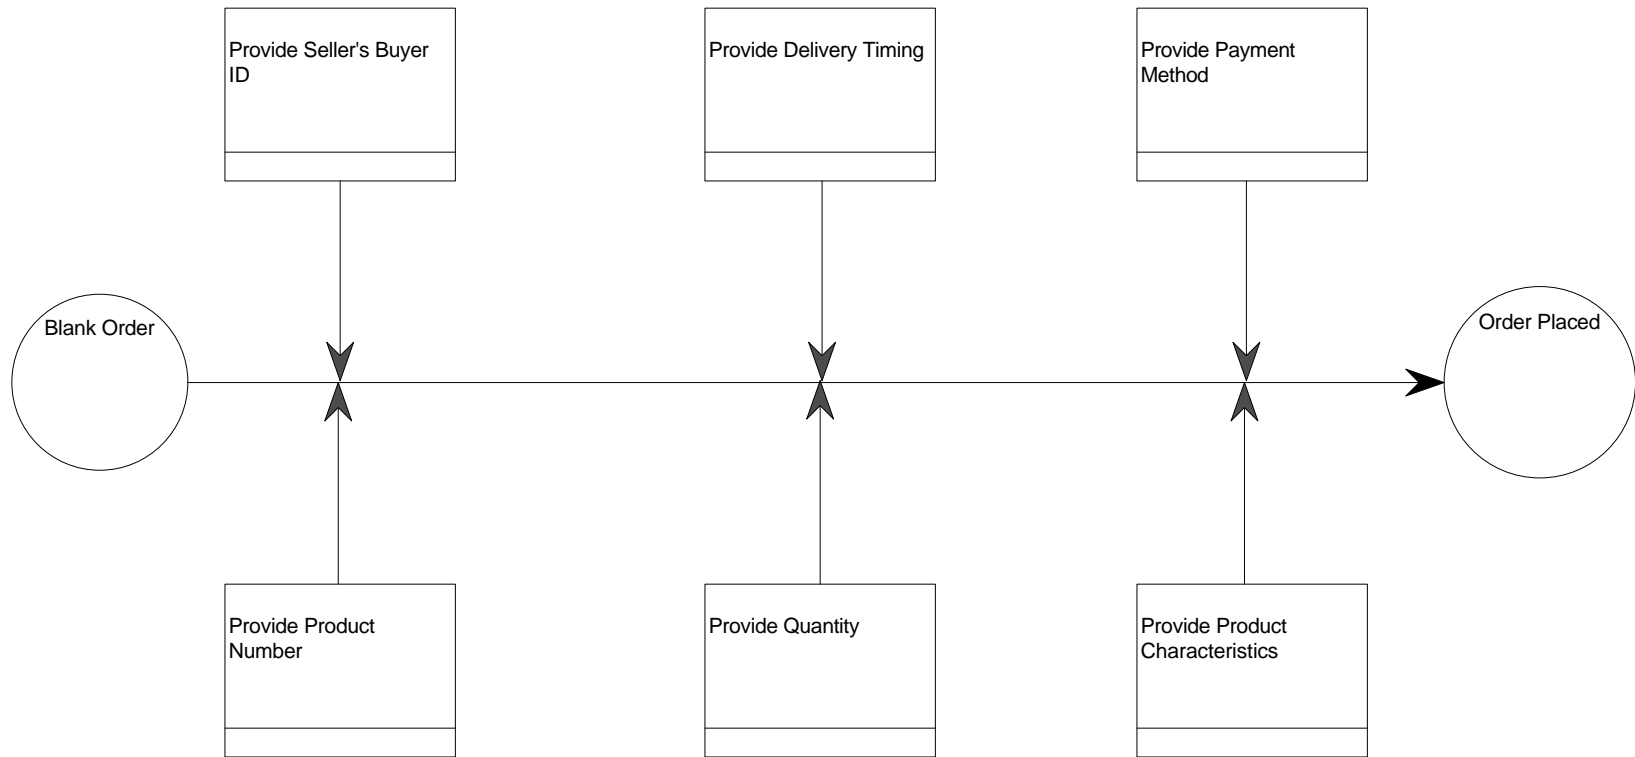 Provide Seller's Buyer
ID
Provide Delivery Timing
Provide Payment
Method
Blank Order
Order Placed
Provide Product
Number
Provide Quantity
Provide Product
Characteristics